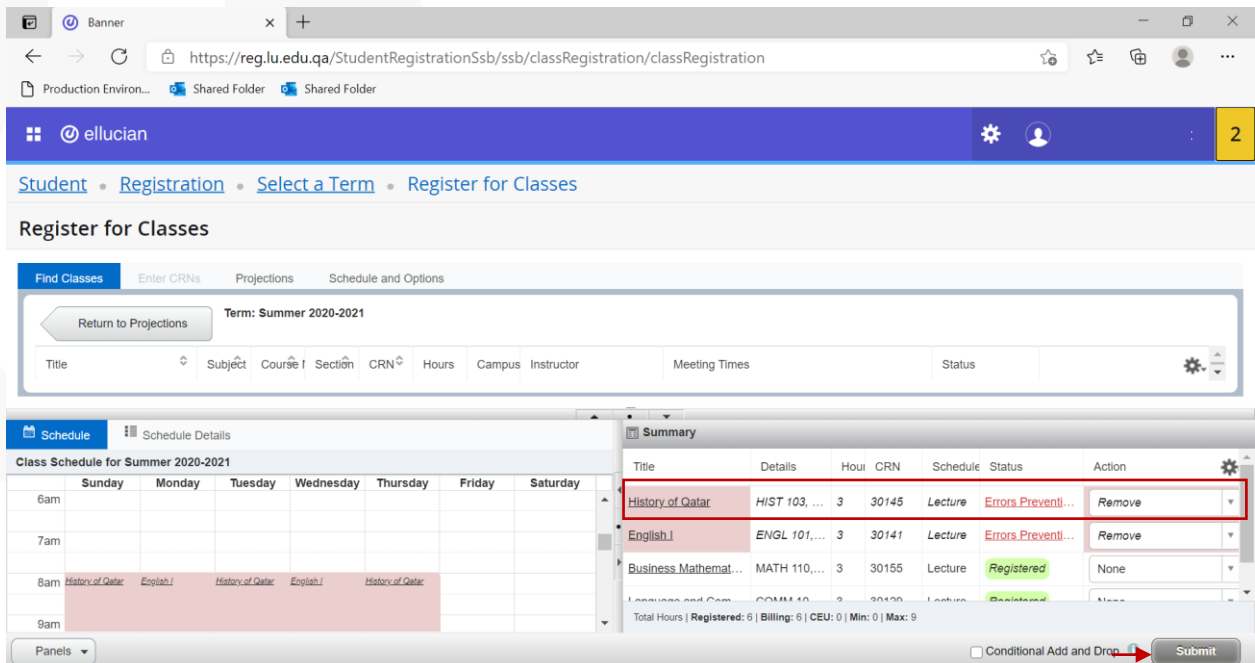 Banner
https://reg.lu.edu.qa/StudentRegistrationSsb/ssb/classRegistration/classRegistration
Production Environ... Shared Folder Shared Folder
ellucian 2
Student • Registration • Select a Term • Register for Classes
Register for Classes
Find Classes Enter CRNs Projections Schedule and Options
Return to Projections Term: Summer 2020-2021
Title Subject Course Section CRN Hours Campus Instructor Meeting Times Status
Schedule Schedule Details
Class Schedule for Summer 2020-2021
Sunday Monday Tuesday Wednesday Thursday Friday Saturday
6am
7am
8am History of Qatar English I History of Qatar English I History of Qatar
9am
Summary
Title Details Hour CRN Schedule Status Action
History of Qatar HIST 103, ... 3 30145 Lecture Errors Preventi... Remove
English I ENGL 101,... 3 30141 Lecture Errors Preventi... Remove
Business Mathemat... MATH 110,... 3 30155 Lecture Registered None
Total Hours | Registered: 6 | Billing: 6 | CEU: 0 | Min: 0 | Max: 9
Panels Conditional Add and Drop Submit